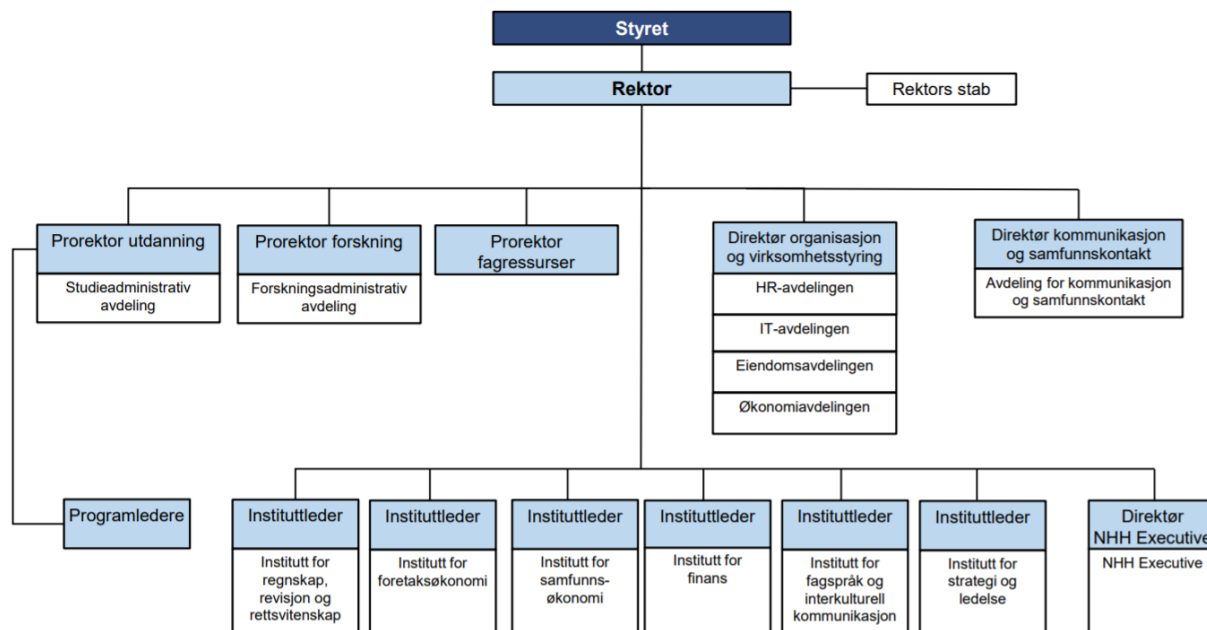 Styret
Rektor
Rektors stab
Prorektor utdanning
Studieadministrativ
avdeling
Prorektor forskning
Forskningsadministrativ
avdeling
Prorektor
fagressurser
Direktør organisasjon
og virksomhetsstyring
HR-avdelingen
IT-avdelingen
Eiendomsavdelingen
Økonomiavdelingen
Direktør kommunikasjon
og samfunnskontakt
Avdeling for kommunikasjon
og samfunnskontakt
Programledere
Instituttleder
Institutt for
regnskap,
revisjon og
rettsvitenskap
Instituttleder
Institutt for
foretaksøkonomi
Instituttleder
Institutt for
samfunns-
økonomi
Instituttleder
Institutt for
finans
Instituttleder
Institutt for
fagspråk og
interkulturell
kommunikasjon
Instituttleder
Institutt for
strategi og
ledelse
Direktør
NHH Executive
NHH Executive